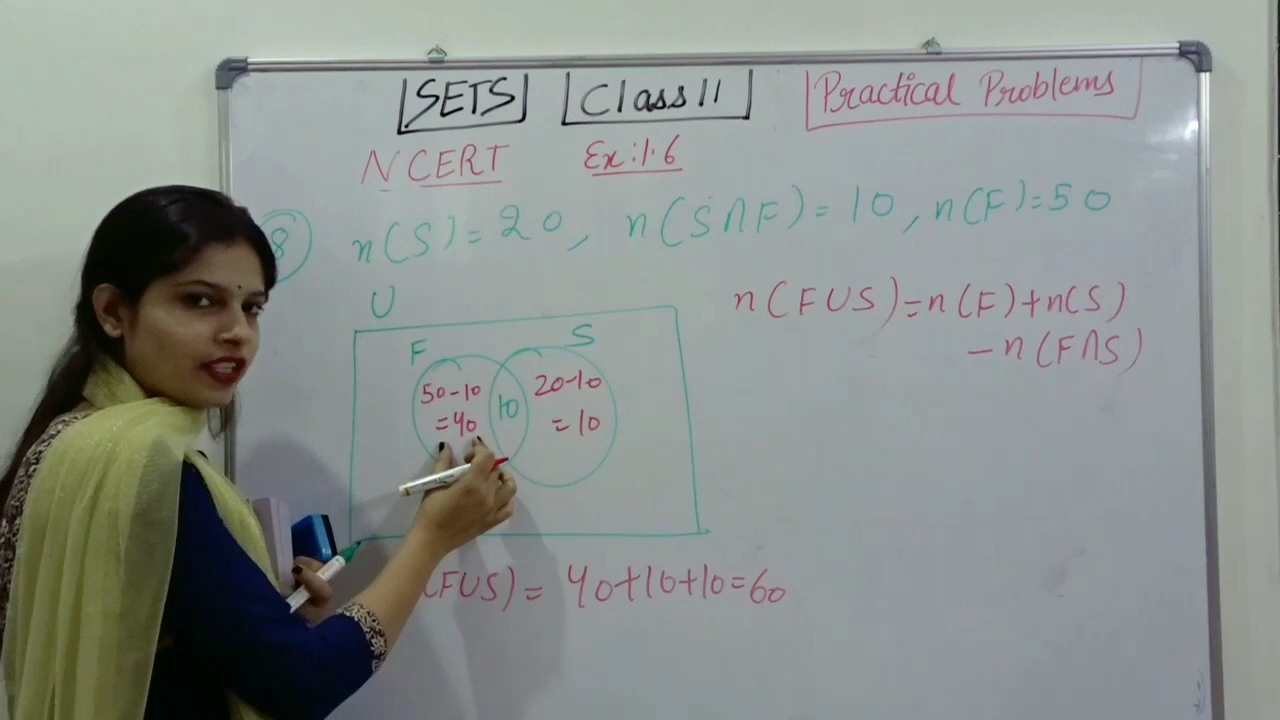 SETS Class 11 Practical Problems
NCERT Ex:1.6
8 n(S)=20, n(S∩F)=10, n(F)=50
U
n(F∪S)=n(F)+n(S)
-n(F∩S)
F S
50-10 10 20-10
=40 =10
(F∪S)= 40+10+10=60